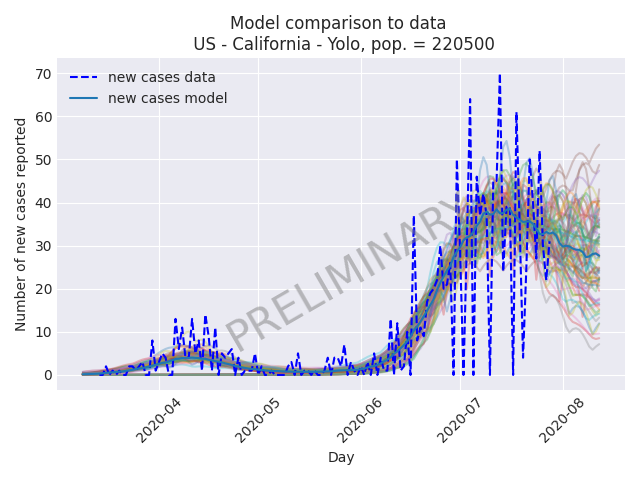 Model comparison to data
US - California - Yolo, pop. = 220500
new cases data
new cases model
PRELIMINARY
Number of new cases reported
70
60
50
40
30
20
10
0
2020-04
2020-05
2020-06
2020-07
2020-08
Day